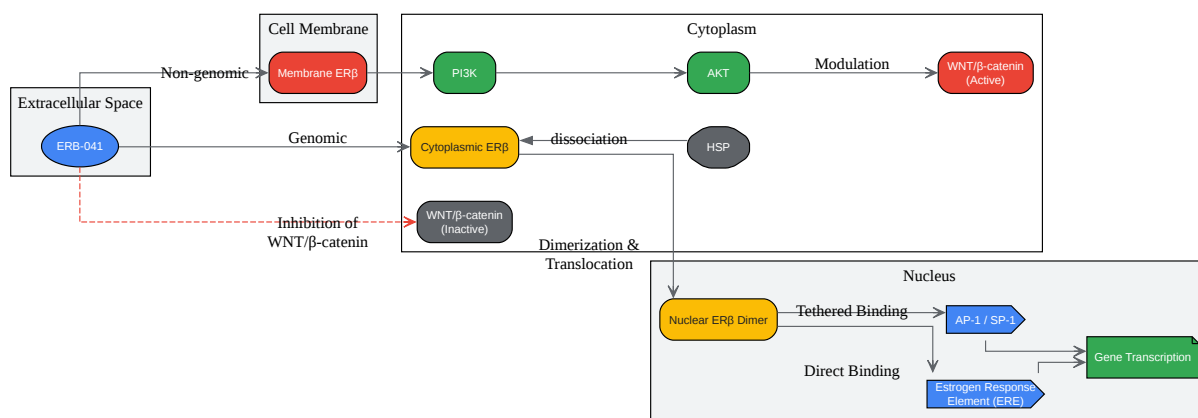 Cell Membrane
Cytoplasm
Non-genomic
Membrane ERβ
PI3K
AKT
Modulation
WNT/β-catenin
(Active)
Extracellular Space
ERB-041
Genomic
Cytoplasmic ERβ
dissociation
HSP
Inhibition of
WNT/β-catenin
WNT/β-catenin
(Inactive)
Dimerization &
Translocation
Nucleus
Nuclear ERβ Dimer
Tethered Binding
AP-1 / SP-1
Gene Transcription
Direct Binding
Estrogen Response
Element (ERE)